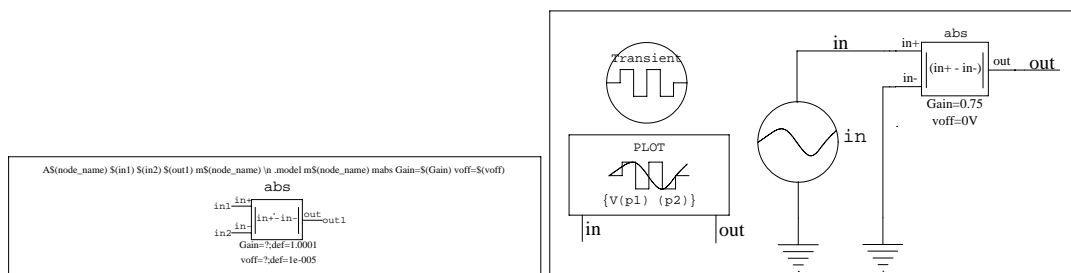 A$(node_name) $(in1) $(in2) $(out1) m$(node_name) \n .model m$(node_name) mabs Gain=$(Gain) voff=$(voff)
abs
in+
in1
in+ - in-
out
out1
in-
in2
Gain=?;def=1.0001
voff=?;def=1e-005
Transient
PLOT
{V(p1) (p2)}
in
out
in
in
abs
in+
(in+ - in-)
out
out
in-
Gain=0.75
voff=0V